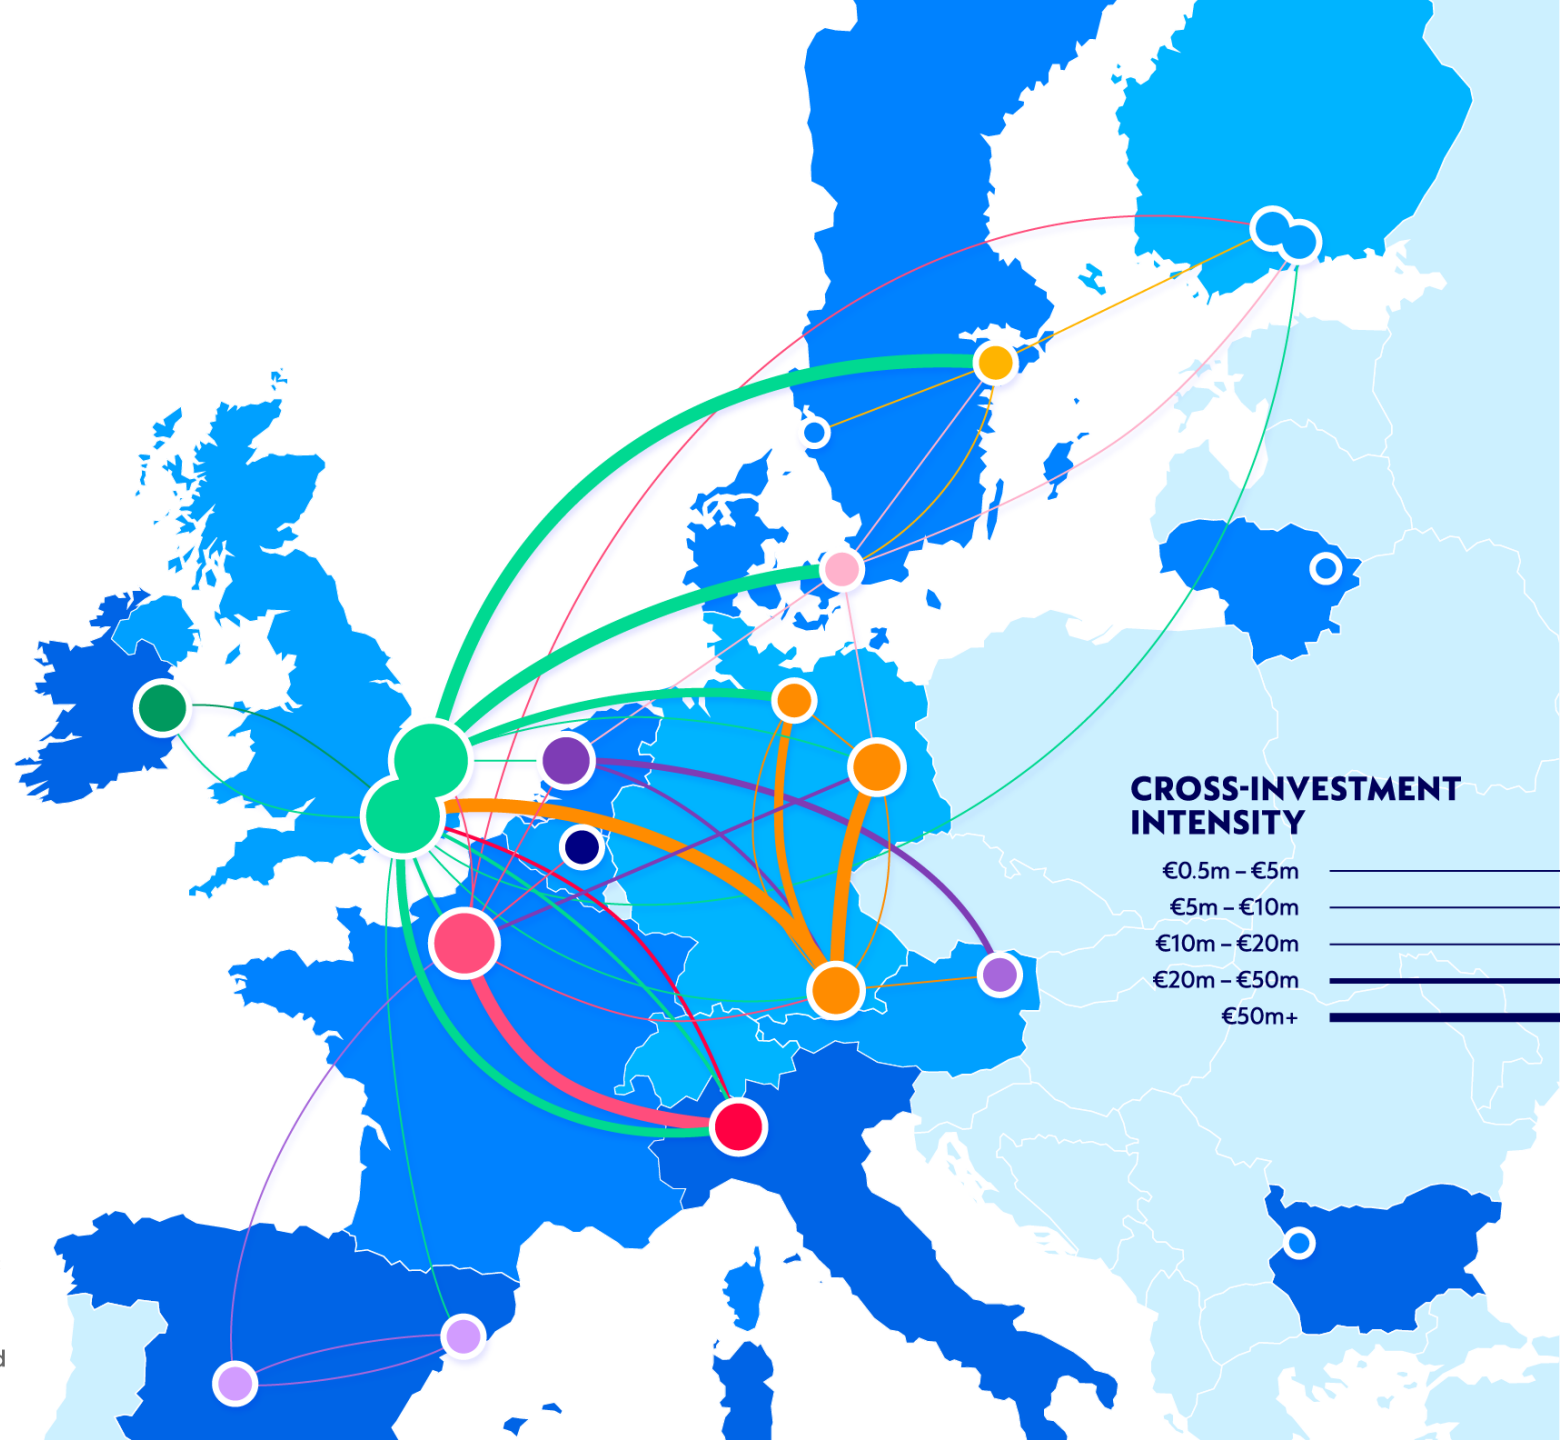 CROSS-INVESTMENT
INTENSITY
€0.5m – €5m
€5m – €10m
€10m – €20m
€20m – €50m
€50m+
d